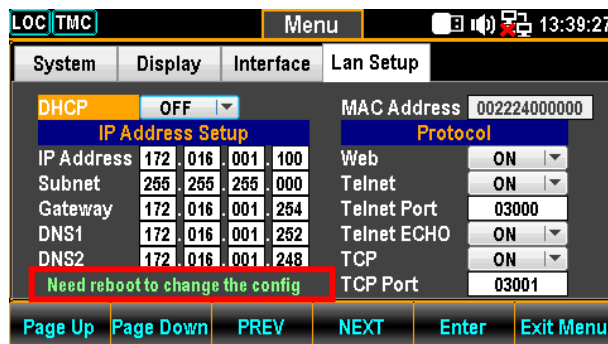 LOC TMC Menu 13:39:27
System Display Interface Lan Setup
DHCP OFF
IP Address Setup
IP Address 172 . 016 . 001 . 100
Subnet 255 . 255 . 255 . 000
Gateway 172 . 016 . 001 . 254
DNS1 172 . 016 . 001 . 252
DNS2 172 . 016 . 001 . 248
Need reboot to change the config
MAC Address 002224000000
Protocol
Web ON
Telnet ON
Telnet Port 03000
Telnet ECHO ON
TCP ON
TCP Port 03001
Page Up Page Down PREV NEXT Enter Exit Menu